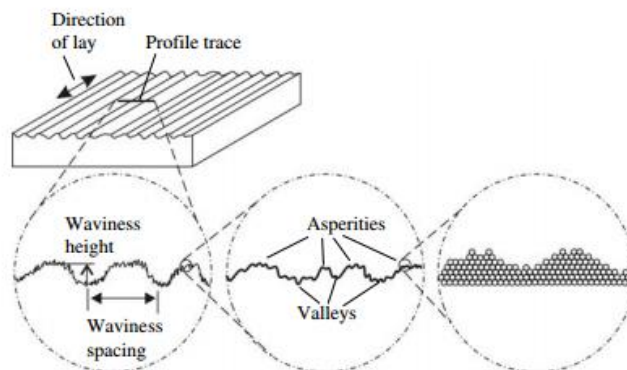 Direction
of lay
Profile trace
Waviness
height
Waviness
spacing
Asperities
Valleys